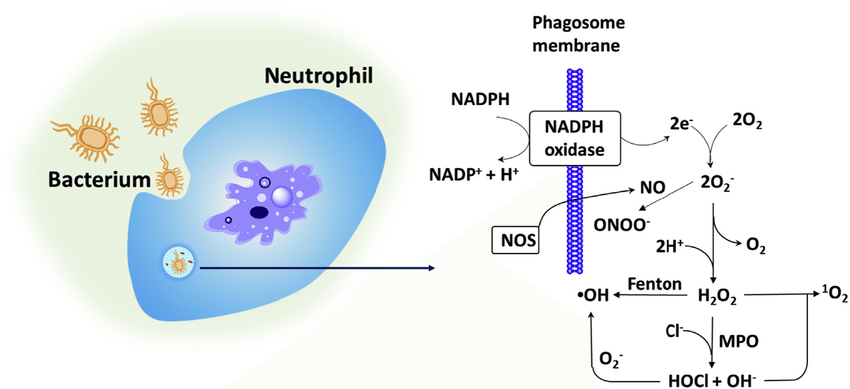 Neutrophil
Bacterium
Phagosome
membrane
NADPH
NADPH
oxidase
NADP⁺ + H⁺
2e⁻
2O₂
NO
2O₂⁻
ONOO⁻
NOS
2H⁺
O₂
•OH
Fenton
H₂O₂
¹O₂
Cl⁻
MPO
O₂⁻
HOCl + OH⁻